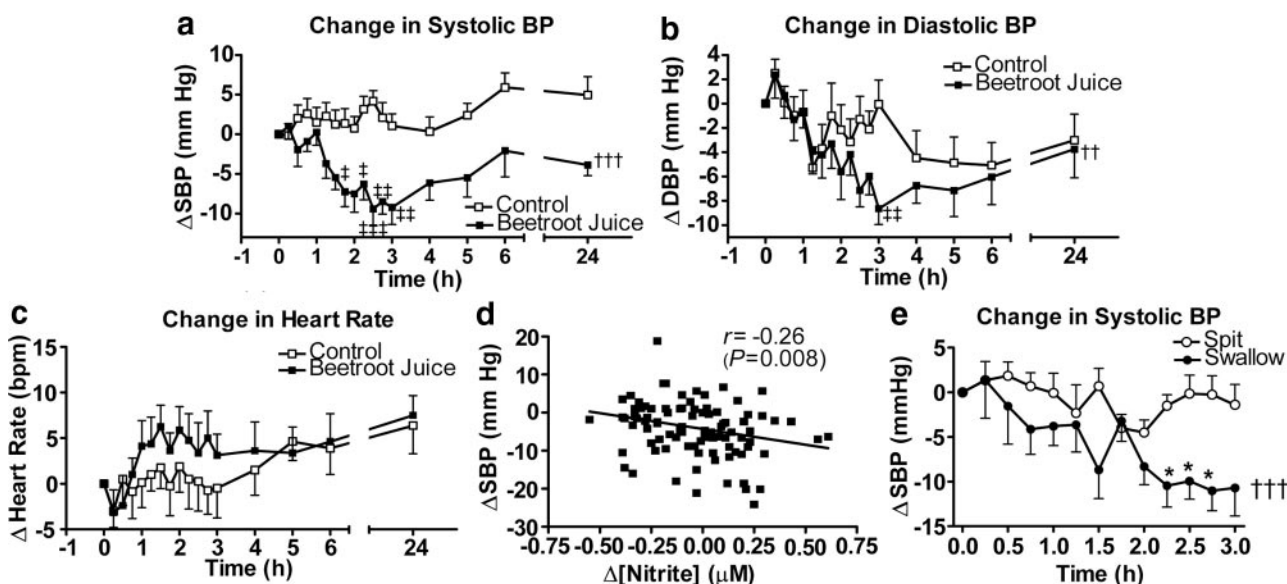 a Change in Systolic BP
Δ SBP (mm Hg)
10
5
0
-5
-10
Control
Beetroot Juice
‡
‡
‡‡
‡‡
‡‡‡
†††
Control
Beetroot Juice
-1 0 1 2 3 4 5 6 24
Time (h)
b Change in Diastolic BP
Δ DBP (mm Hg)
4
2
0
-2
-4
-6
-8
-10
Control
Beetroot Juice
††
‡‡
-1 0 1 2 3 4 5 6 24
Time (h)
c Change in Heart Rate
Δ Heart Rate (bpm)
15
10
5
0
-5
Control
Beetroot Juice
-1 0 1 2 3 4 5 6 24
Time (h)
d
ΔSBP (mm Hg)
30
20
10
0
-10
-20
-30
r= -0.26
(P=0.008)
-0.75 -0.50 -0.25 0.00 0.25 0.50 0.75
Δ[Nitrite] (µM)
e Change in Systolic BP
ΔSBP (mmHg)
5
0
-5
-10
-15
Spit
Swallow
* * *
†††
0.0 0.5 1.0 1.5 2.0 2.5 3.0
Time (h)